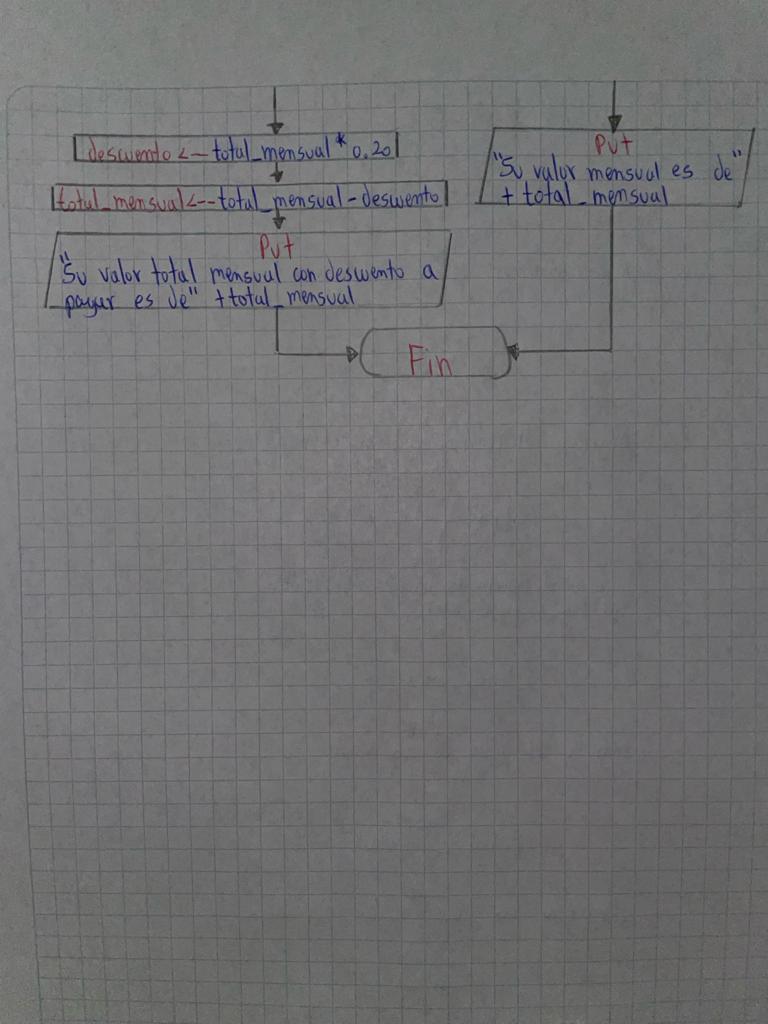 descuento <-- total_mensual * 0.20
total_mensual <-- total_mensual - descuento
Put
"Su valor total mensual con descuento a
pagar es de" + total_mensual
Put
"Su valor mensual es de"
+ total_mensual
Fin